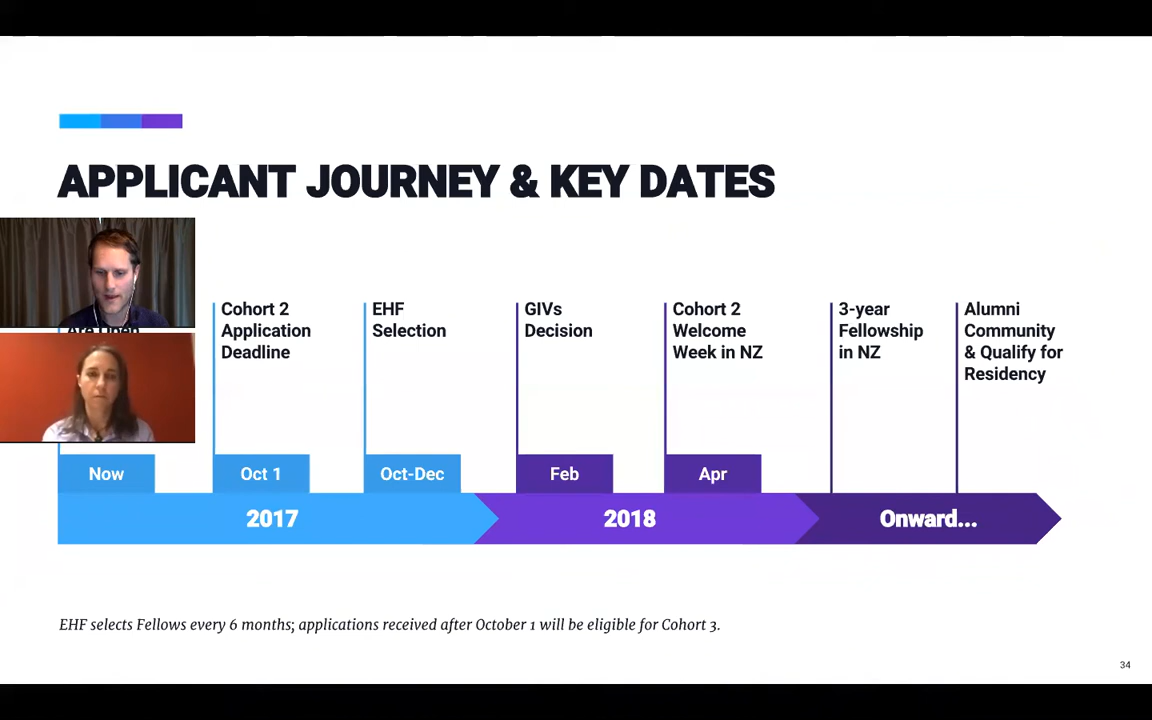 APPLICANT JOURNEY & KEY DATES
Are Open
Cohort 2
Application
Deadline
EHF
Selection
GIVs
Decision
Cohort 2
Welcome
Week in NZ
3-year
Fellowship
in NZ
Alumni
Community
& Qualify for
Residency
Now
Oct 1
Oct-Dec
Feb
Apr
2017
2018
Onward...
EHF selects Fellows every 6 months; applications received after October 1 will be eligible for Cohort 3.
34